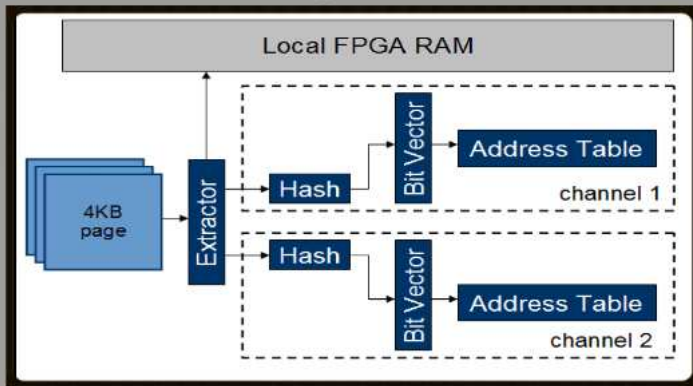 Local FPGA RAM
4KB
page
Extractor
Hash
Bit Vector
Address Table
channel 1
Hash
Bit Vector
Address Table
channel 2